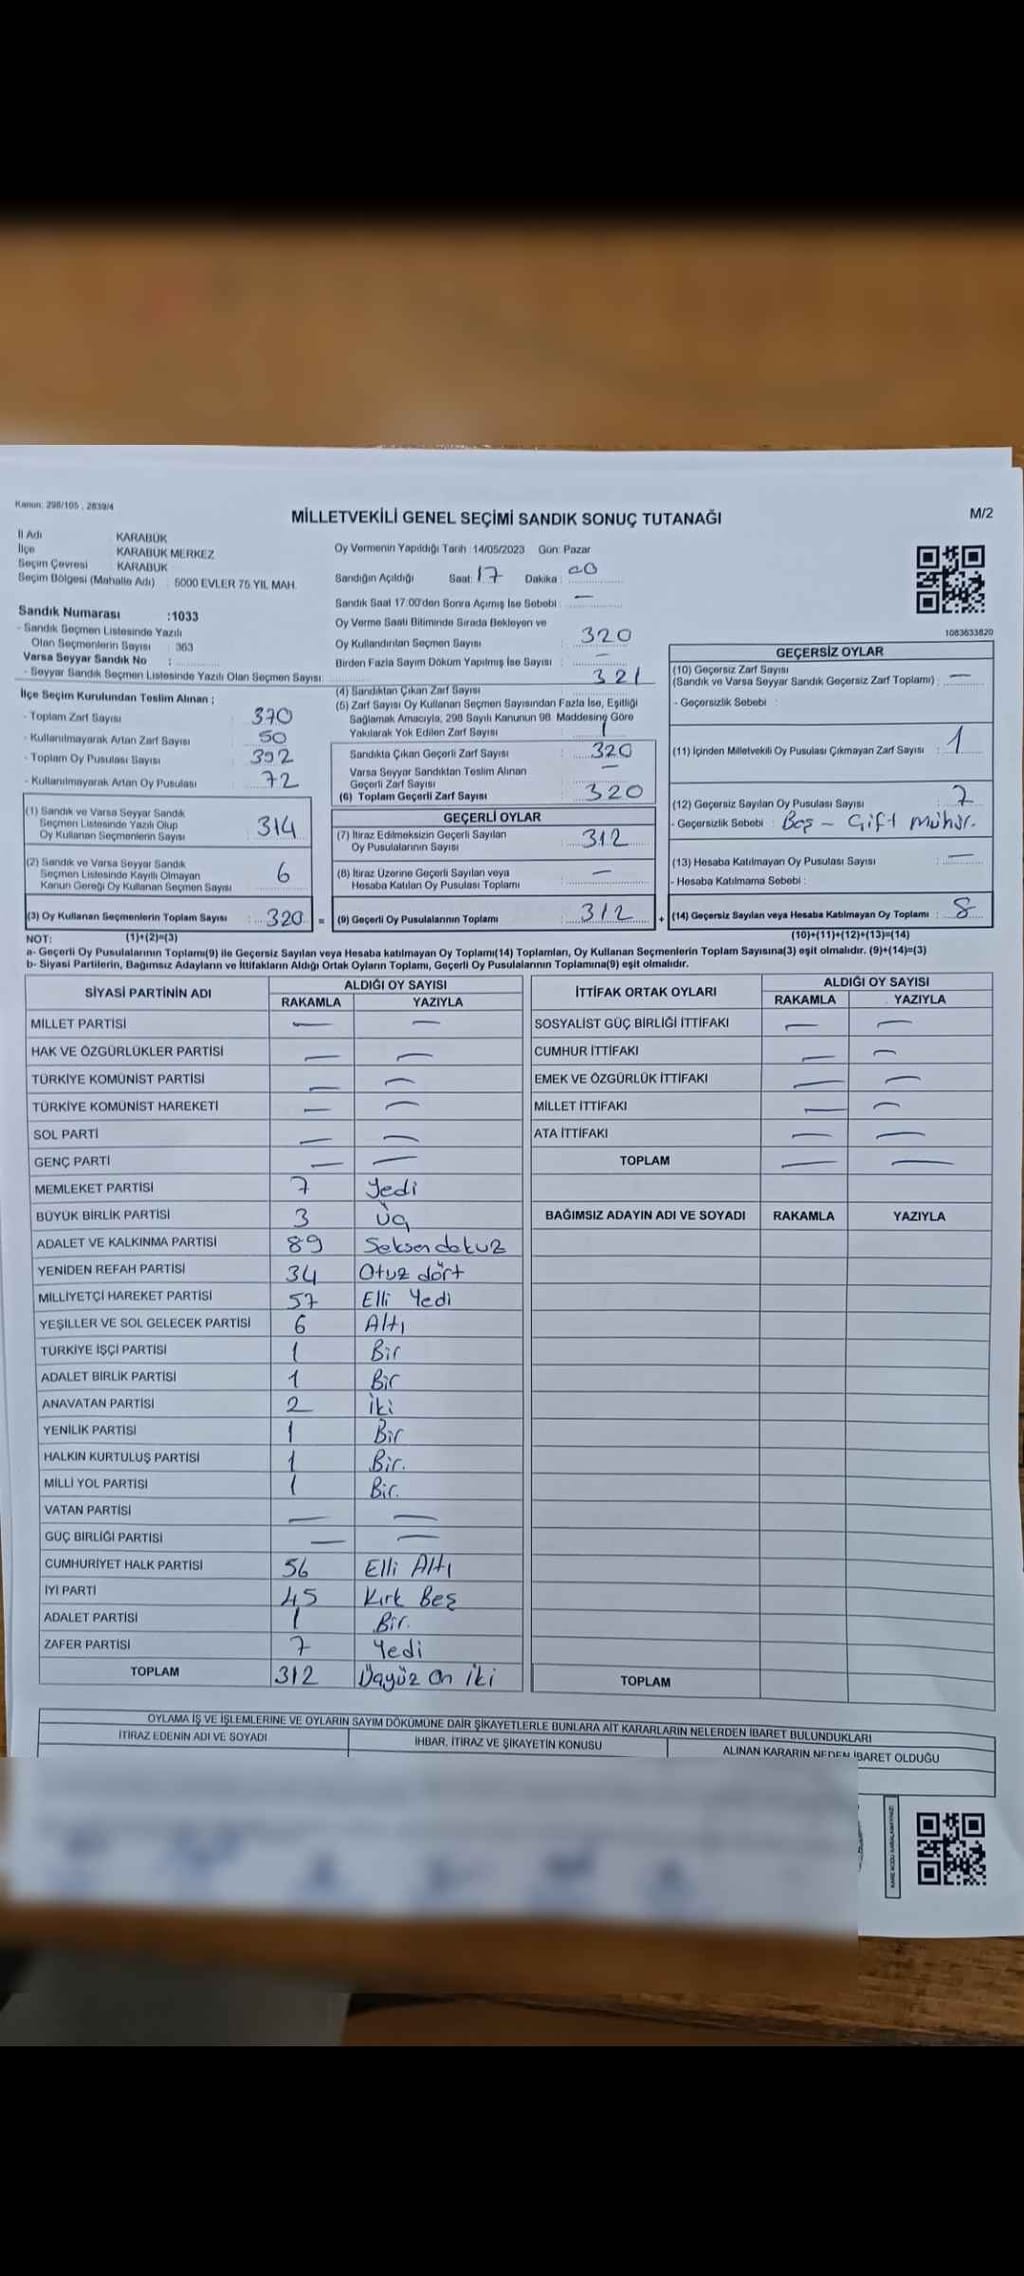 Kanun: 298/105 , 2839/4
MİLLETVEKİLİ GENEL SEÇİMİ SANDIK SONUÇ TUTANAĞI
M/2
İl Adı KARABÜK
İlçe KARABÜK MERKEZ
Seçim Çevresi KARABÜK
Seçim Bölgesi (Mahalle Adı) : 5000 EVLER 75 YIL MAH.
Sandık Numarası :1033
- Sandık Seçmen Listesinde Yazılı
Olan Seçmenlerin Sayısı : 363
Varsa Seyyar Sandık No :
- Seyyar Sandık Seçmen Listesinde Yazılı Olan Seçmen Sayısı:
İlçe Seçim Kurulundan Teslim Alınan ;
- Toplam Zarf Sayısı 370
- Kullanılmayarak Artan Zarf Sayısı 50
- Toplam Oy Pusulası Sayısı 392
- Kullanılmayarak Artan Oy Pusulası 72
(1) Sandık ve Varsa Seyyar Sandık
Seçmen Listesinde Yazılı Olup
Oy Kullanan Seçmenlerin Sayısı 314
(2) Sandık ve Varsa Seyyar Sandık
Seçmen Listesinde Kayıtlı Olmayan
Kanun Gereği Oy Kullanan Seçmen Sayısı 6
(3) Oy Kullanan Seçmenlerin Toplam Sayısı : 320 =
Oy Vermenin Yapıldığı Tarih :14/05/2023 Gün: Pazar
Sandığın Açıldığı Saat: 17 Dakika : 00
Sandık Saat 17:00'den Sonra Açılmış İse Sebebi : —
Oy Verme Saati Bitiminde Sırada Bekleyen ve
Oy Kullandırılan Seçmen Sayısı : 320
Birden Fazla Sayım Döküm Yapılmış İse Sayısı : —
(4) Sandıktan Çıkan Zarf Sayısı : 321
(5) Zarf Sayısı Oy Kullanan Seçmen Sayısından Fazla İse, Eşitliği
Sağlamak Amacıyla, 298 Sayılı Kanunun 98. Maddesine Göre
Yakılarak Yok Edilen Zarf Sayısı : 1
Sandıkta Çıkan Geçerli Zarf Sayısı : 320
Varsa Seyyar Sandıktan Teslim Alınan
Geçerli Zarf Sayısı : —
(6) Toplam Geçerli Zarf Sayısı : 320
GEÇERLİ OYLAR
(7) İtiraz Edilmeksizin Geçerli Sayılan
Oy Pusulalarının Sayısı : 312
(8) İtiraz Üzerine Geçerli Sayılan veya
Hesaba Katılan Oy Pusulası Toplamı : —
(9) Geçerli Oy Pusulalarının Toplamı : 312 +
1083633820
GEÇERSİZ OYLAR
(10) Geçersiz Zarf Sayısı
(Sandık ve Varsa Seyyar Sandık Geçersiz Zarf Toplamı) : —
- Geçersizlik Sebebi :
(11) İçinden Milletvekili Oy Pusulası Çıkmayan Zarf Sayısı : 1
(12) Geçersiz Sayılan Oy Pusulası Sayısı : 7
- Geçersizlik Sebebi : Boş – Çift mühür.
(13) Hesaba Katılmayan Oy Pusulası Sayısı : —
- Hesaba Katılmama Sebebi :
(14) Geçersiz Sayılan veya Hesaba Katılmayan Oy Toplamı : 8
NOT: (1)+(2)=(3) (10)+(11)+(12)+(13)=(14)
a- Geçerli Oy Pusulalarının Toplamı(9) ile Geçersiz Sayılan veya Hesaba katılmayan Oy Toplamı(14) Toplamları, Oy Kullanan Seçmenlerin Toplam Sayısına(3) eşit olmalıdır. (9)+(14)=(3)
b- Siyasi Partilerin, Bağımsız Adayların ve İttifakların Aldığı Ortak Oyların Toplamı, Geçerli Oy Pusulalarının Toplamına(9) eşit olmalıdır.
SİYASİ PARTİNİN ADI ALDIĞI OY SAYISI
RAKAMLA YAZIYLA
MİLLET PARTİSİ — —
HAK VE ÖZGÜRLÜKLER PARTİSİ — —
TÜRKİYE KOMÜNİST PARTİSİ — —
TÜRKİYE KOMÜNİST HAREKETİ — —
SOL PARTİ — —
GENÇ PARTİ — —
MEMLEKET PARTİSİ 7 Yedi
BÜYÜK BİRLİK PARTİSİ 3 Üç
ADALET VE KALKINMA PARTİSİ 89 Seksen dokuz
YENİDEN REFAH PARTİSİ 34 Otuz dört
MİLLİYETÇİ HAREKET PARTİSİ 57 Elli Yedi
YEŞİLLER VE SOL GELECEK PARTİSİ 6 Altı
TÜRKİYE İŞÇİ PARTİSİ 1 Bir
ADALET BİRLİK PARTİSİ 1 Bir
ANAVATAN PARTİSİ 2 İki
YENİLİK PARTİSİ 1 Bir
HALKIN KURTULUŞ PARTİSİ 1 Bir.
MİLLİ YOL PARTİSİ 1 Bir.
VATAN PARTİSİ — —
GÜÇ BİRLİĞİ PARTİSİ — —
CUMHURİYET HALK PARTİSİ 56 Elli Altı
İYİ PARTİ 45 Kırk Beş
ADALET PARTİSİ 1 Bir.
ZAFER PARTİSİ 7 Yedi
TOPLAM 312 Üçyüz on iki
İTTİFAK ORTAK OYLARI ALDIĞI OY SAYISI
RAKAMLA YAZIYLA
SOSYALİST GÜÇ BİRLİĞİ İTTİFAKI — —
CUMHUR İTTİFAKI — —
EMEK VE ÖZGÜRLÜK İTTİFAKI — —
MİLLET İTTİFAKI — —
ATA İTTİFAKI — —
TOPLAM — —
BAĞIMSIZ ADAYIN ADI VE SOYADI RAKAMLA YAZIYLA
TOPLAM
OYLAMA İŞ VE İŞLEMLERİNE VE OYLARIN SAYIM DÖKÜMÜNE DAİR ŞİKAYETLERLE BUNLARA AİT KARARLARIN NELERDEN İBARET BULUNDUKLARI
İTİRAZ EDENİN ADI VE SOYADI İHBAR, İTİRAZ VE ŞİKAYETİN KONUSU ALINAN KARARIN NEDEN İBARET OLDUĞU